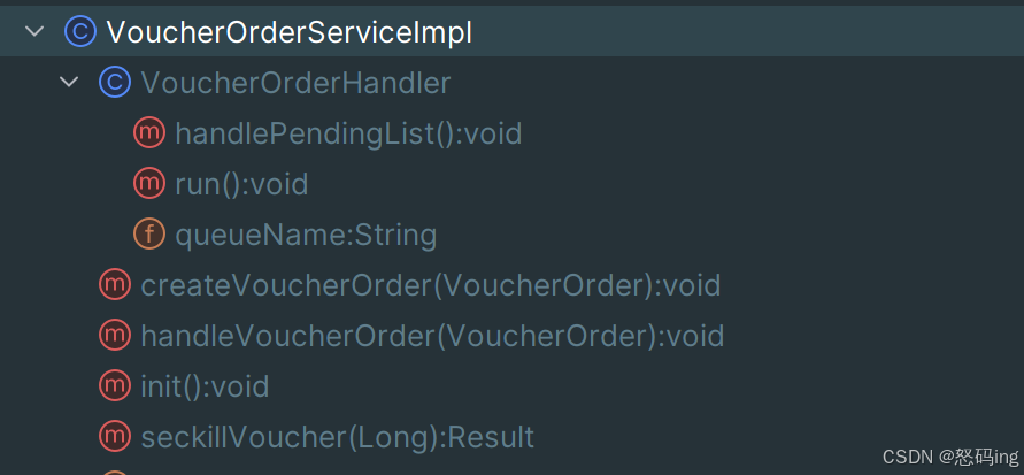 VoucherOrderServiceImpl
VoucherOrderHandler
handlePendingList():void
run():void
queueName:String
createVoucherOrder(VoucherOrder):void
handleVoucherOrder(VoucherOrder):void
init():void
seckillVoucher(Long):Result
CSDN @怒码ing